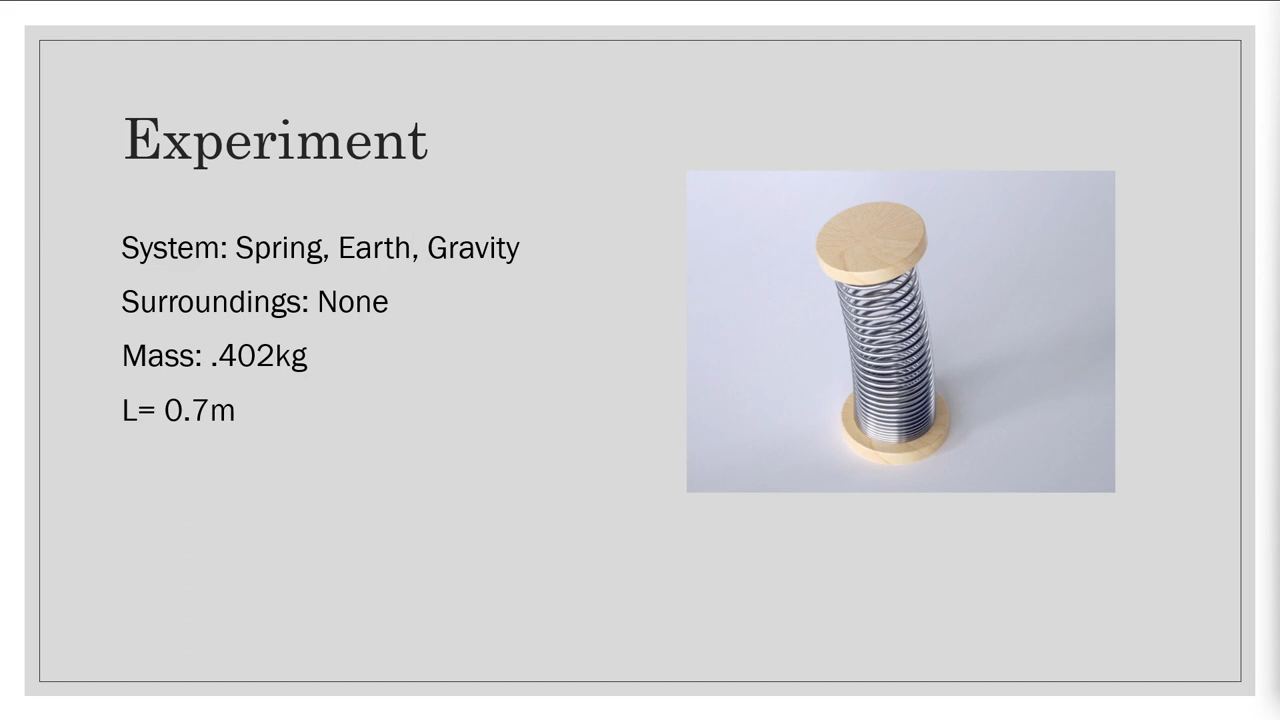 Experiment
System: Spring, Earth, Gravity
Surroundings: None
Mass: .402kg
L= 0.7m